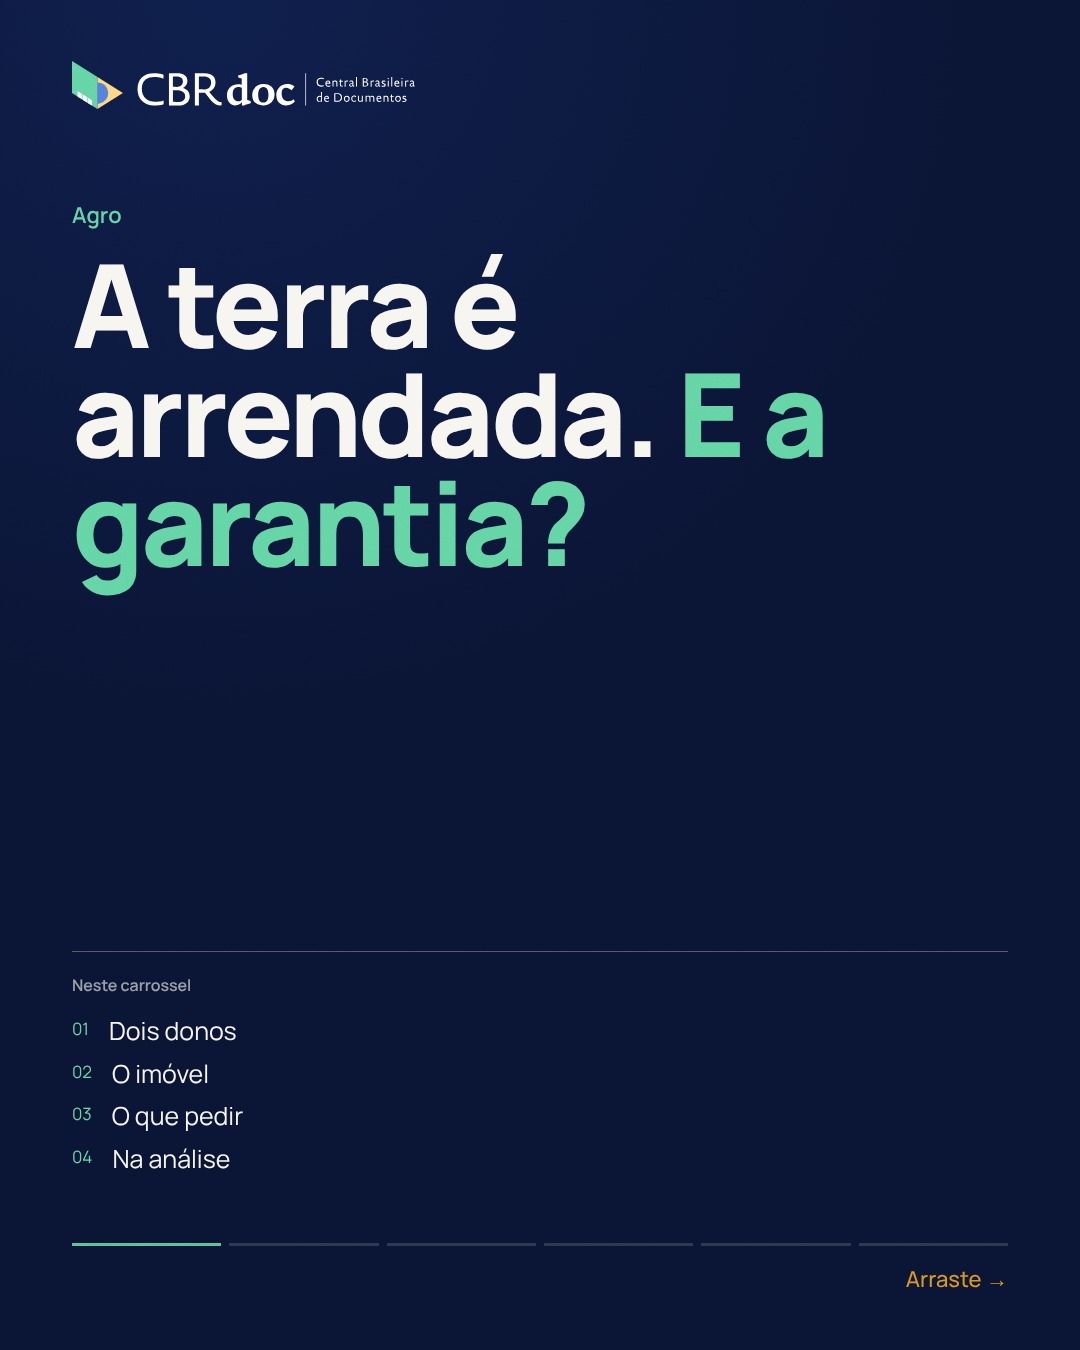 CBRdoc
Central Brasileira
de Documentos
Agro
A terra é
arrendada. E a
garantia?
Neste carrossel
01 Dois donos
02 O imóvel
03 O que pedir
04 Na análise
Arraste →